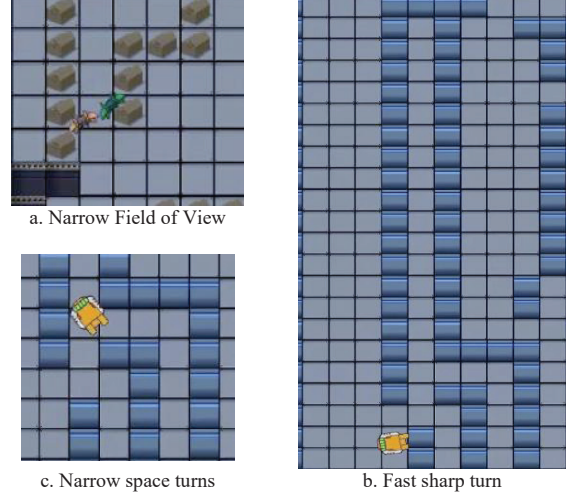 a. Narrow Field of View
c. Narrow space turns
b. Fast sharp turn